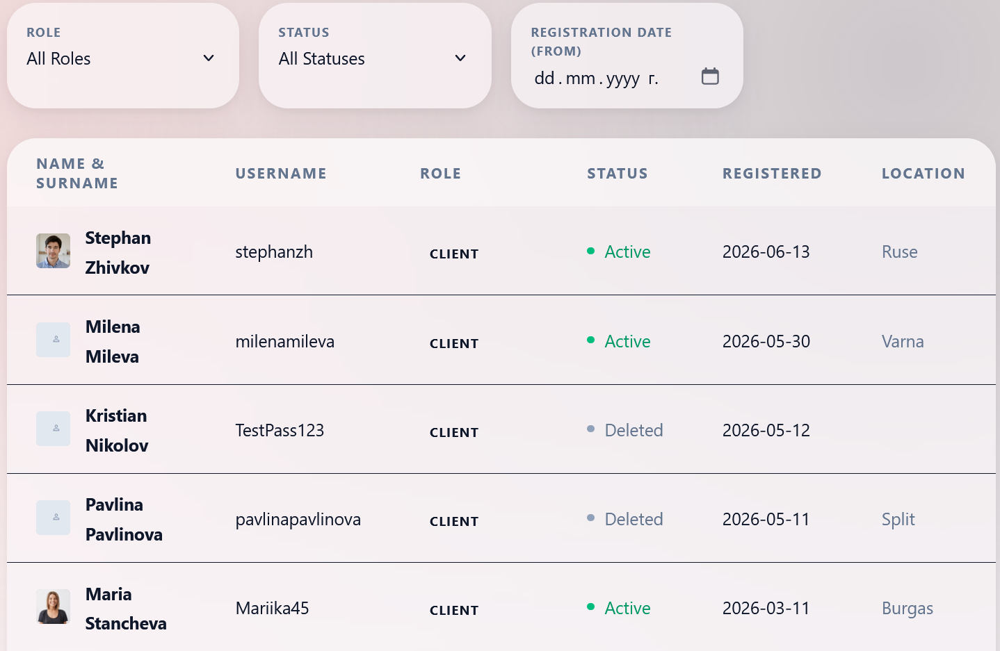 ROLE
All Roles
STATUS
All Statuses
REGISTRATION DATE
(FROM)
dd.mm.yyyy r.
NAME &
SURNAME
USERNAME
ROLE
STATUS
REGISTERED
LOCATION
Stephan
Zhivkov
stephanzh
CLIENT
Active
2026-06-13
Ruse
Milena
Mileva
milenamileva
CLIENT
Active
2026-05-30
Varna
Kristian
Nikolov
TestPass123
CLIENT
Deleted
2026-05-12
Pavlina
Pavlinova
pavlinapavlinova
CLIENT
Deleted
2026-05-11
Split
Maria
Stancheva
Mariika45
CLIENT
Active
2026-03-11
Burgas